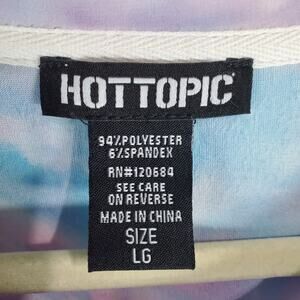 HOTTOPIC
94%POLYESTER
6%SPANDEX
RN#120684
SEE CARE
ON REVERSE
MADE IN CHINA
SIZE
LG